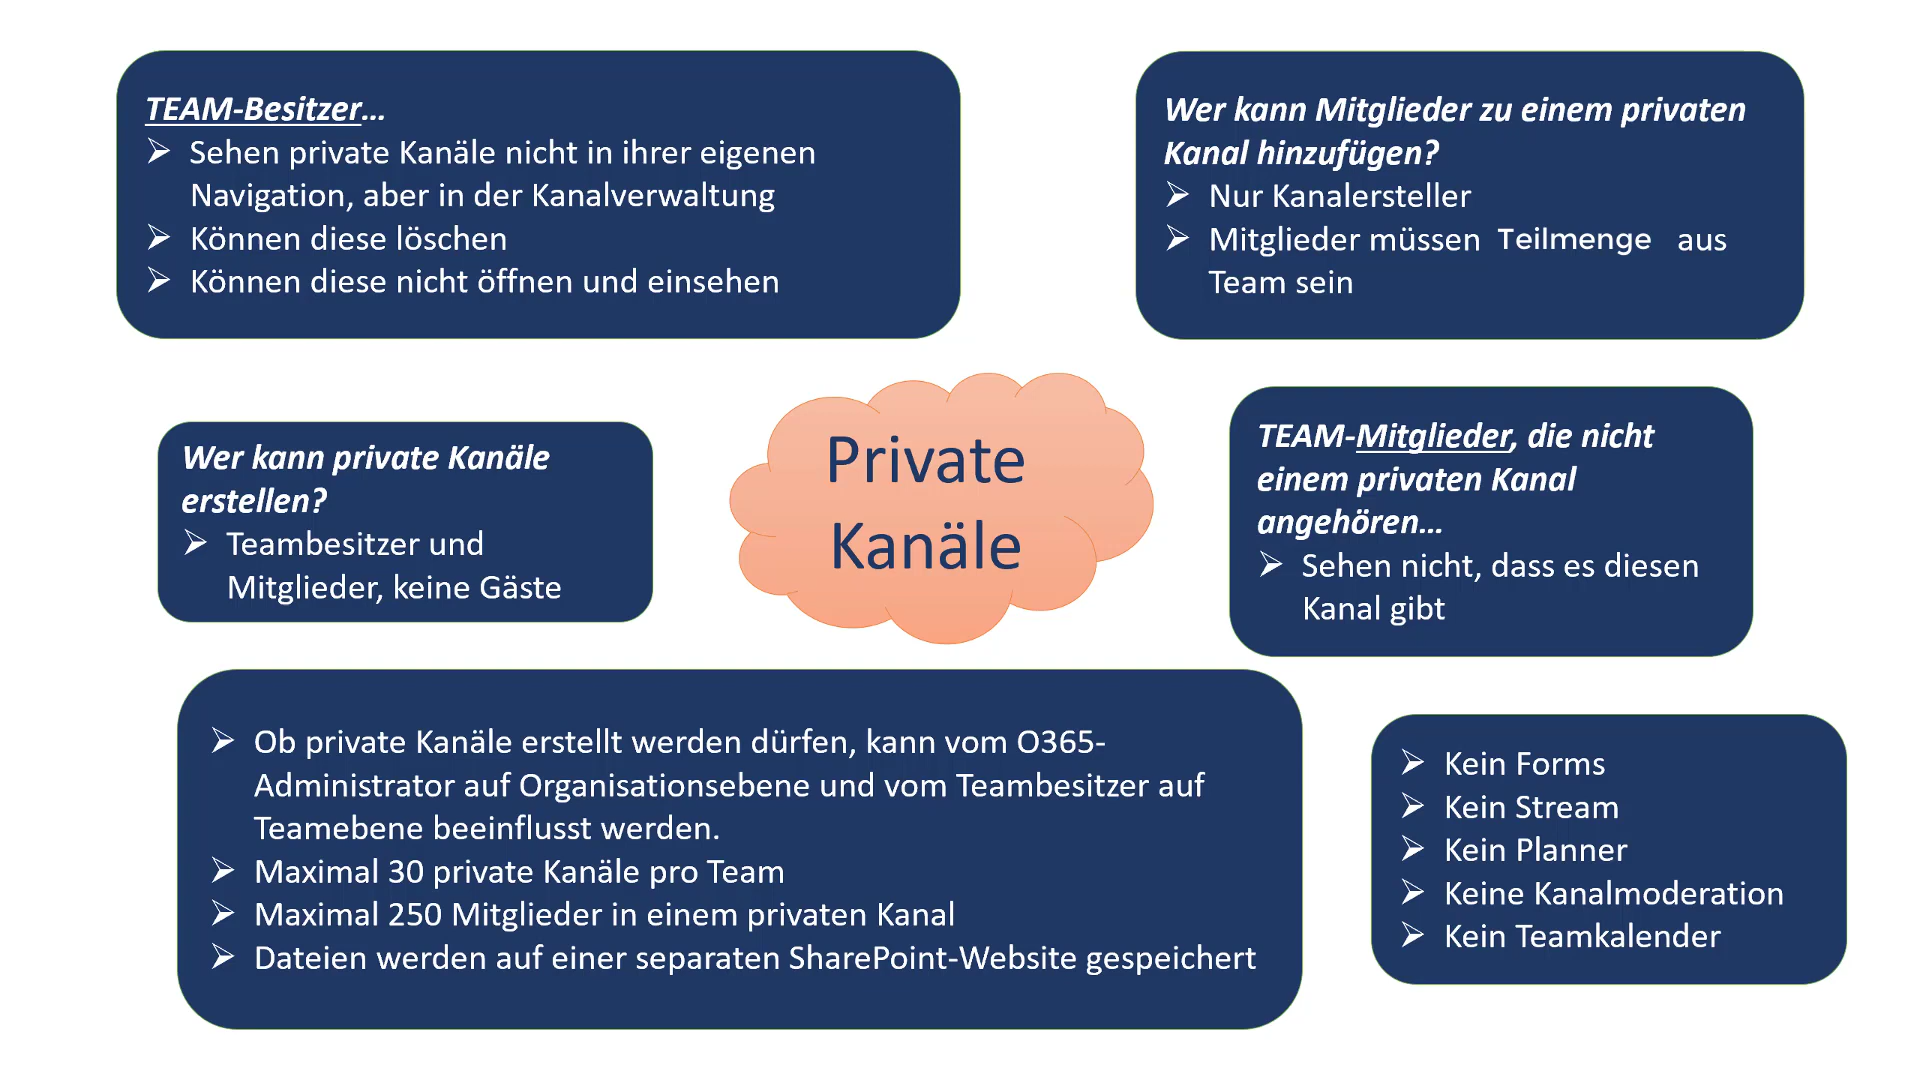 TEAM-Besitzer...
➢ Sehen private Kanäle nicht in ihrer eigenen
Navigation, aber in der Kanalverwaltung
➢ Können diese löschen
➢ Können diese nicht öffnen und einsehen
Wer kann Mitglieder zu einem privaten
Kanal hinzufügen?
➢ Nur Kanalersteller
➢ Mitglieder müssen Teilmenge aus
Team sein
Wer kann private Kanäle
erstellen?
➢ Teambesitzer und
Mitglieder, keine Gäste
Private
Kanäle
TEAM-Mitglieder, die nicht
einem privaten Kanal
angehören...
➢ Sehen nicht, dass es diesen
Kanal gibt
➢ Ob private Kanäle erstellt werden dürfen, kann vom O365-
Administrator auf Organisationsebene und vom Teambesitzer auf
Teamebene beeinflusst werden.
➢ Maximal 30 private Kanäle pro Team
➢ Maximal 250 Mitglieder in einem privaten Kanal
➢ Dateien werden auf einer separaten SharePoint-Website gespeichert
➢ Kein Forms
➢ Kein Stream
➢ Kein Planner
➢ Keine Kanalmoderation
➢ Kein Teamkalender